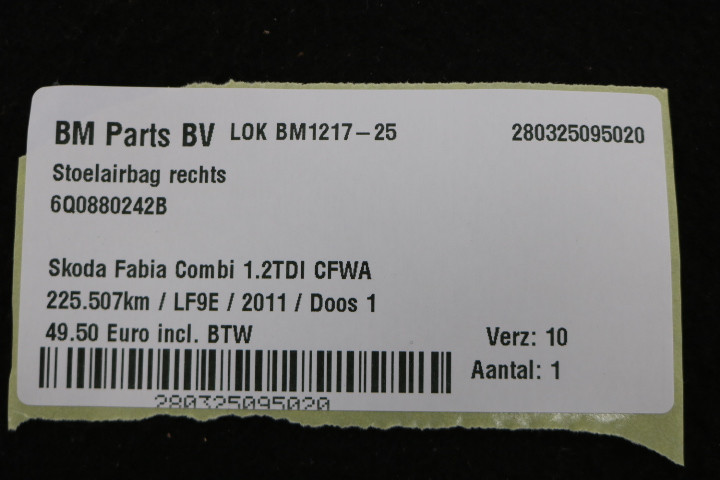 BM Parts BV LOK BM1217-25 280325095020
Stoelairbag rechts
6Q0880242B
Skoda Fabia Combi 1.2TDI CFWA
225.507km / LF9E / 2011 / Doos 1
49.50 Euro incl. BTW Verz: 10
Aantal: 1
280325095020